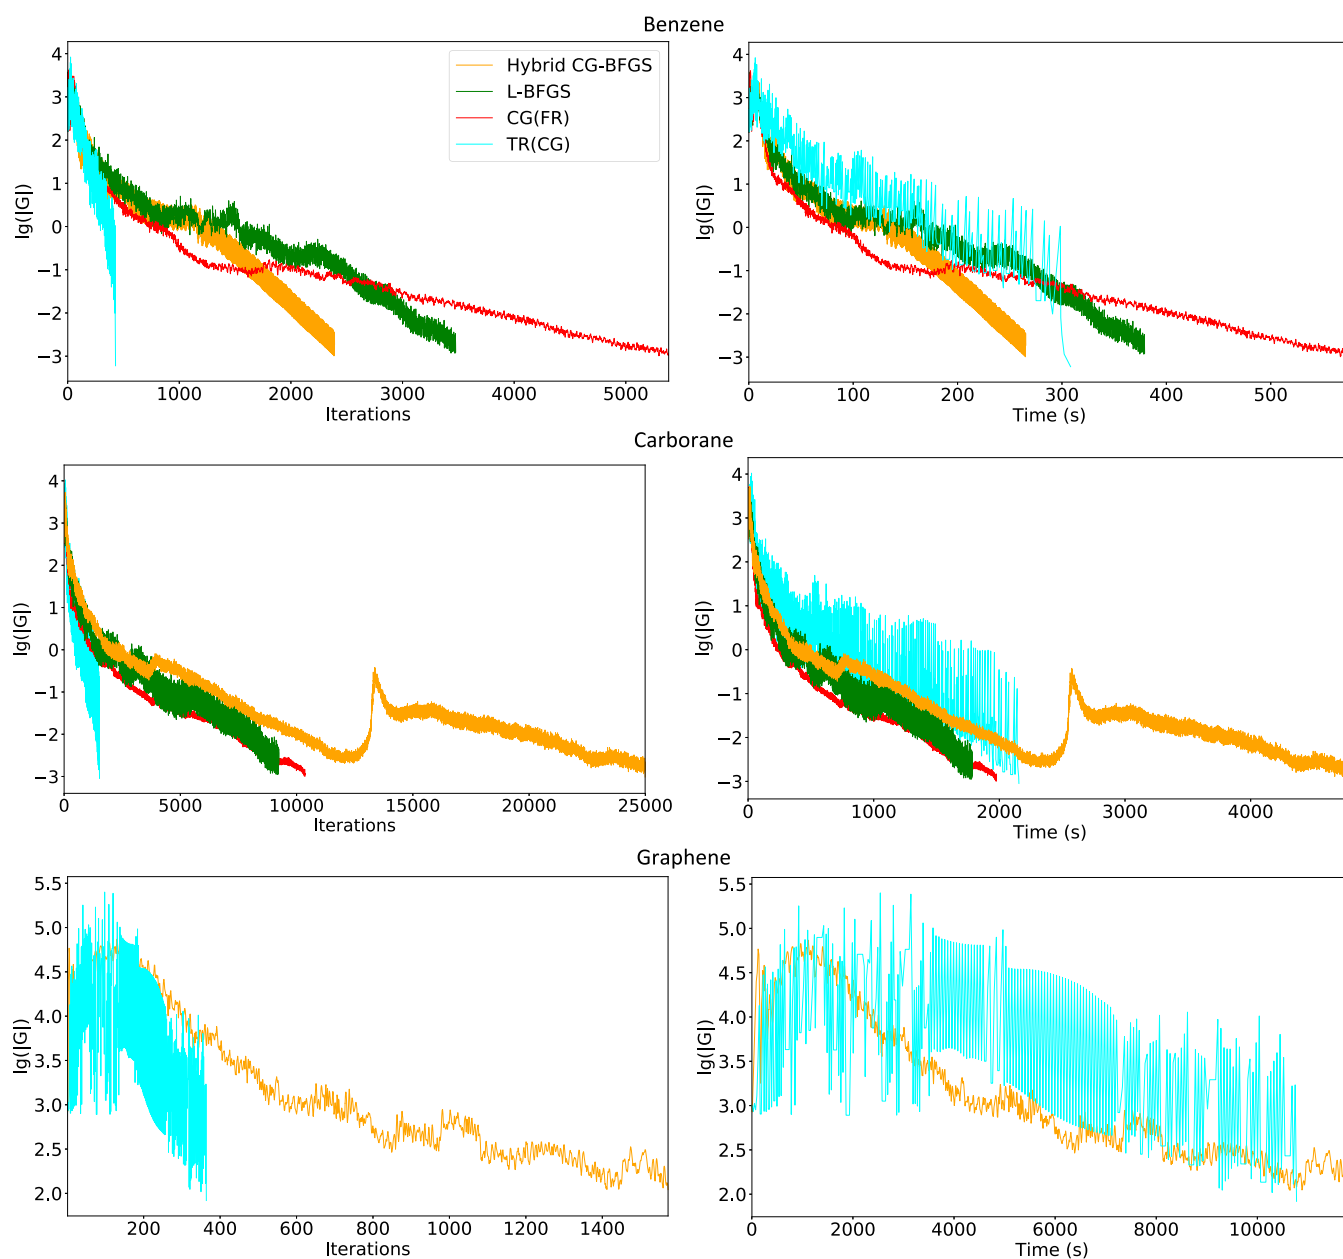 Benzene
4
3
2
1
0
−1
−2
−3
lg(|G|)
0 1000 2000 3000 4000 5000
Iterations
Hybrid CG-BFGS
L-BFGS
CG(FR)
TR(CG)
4
3
2
1
0
−1
−2
−3
lg(|G|)
0 100 200 300 400 500
Time (s)
Carborane
4
3
2
1
0
−1
−2
−3
lg(|G|)
0 5000 10000 15000 20000 25000
Iterations
4
3
2
1
0
−1
−2
−3
lg(|G|)
0 1000 2000 3000 4000
Time (s)
Graphene
5.5
5.0
4.5
4.0
3.5
3.0
2.5
2.0
lg(|G|)
200 400 600 800 1000 1200 1400
Iterations
5.5
5.0
4.5
4.0
3.5
3.0
2.5
2.0
lg(|G|)
0 2000 4000 6000 8000 10000
Time (s)